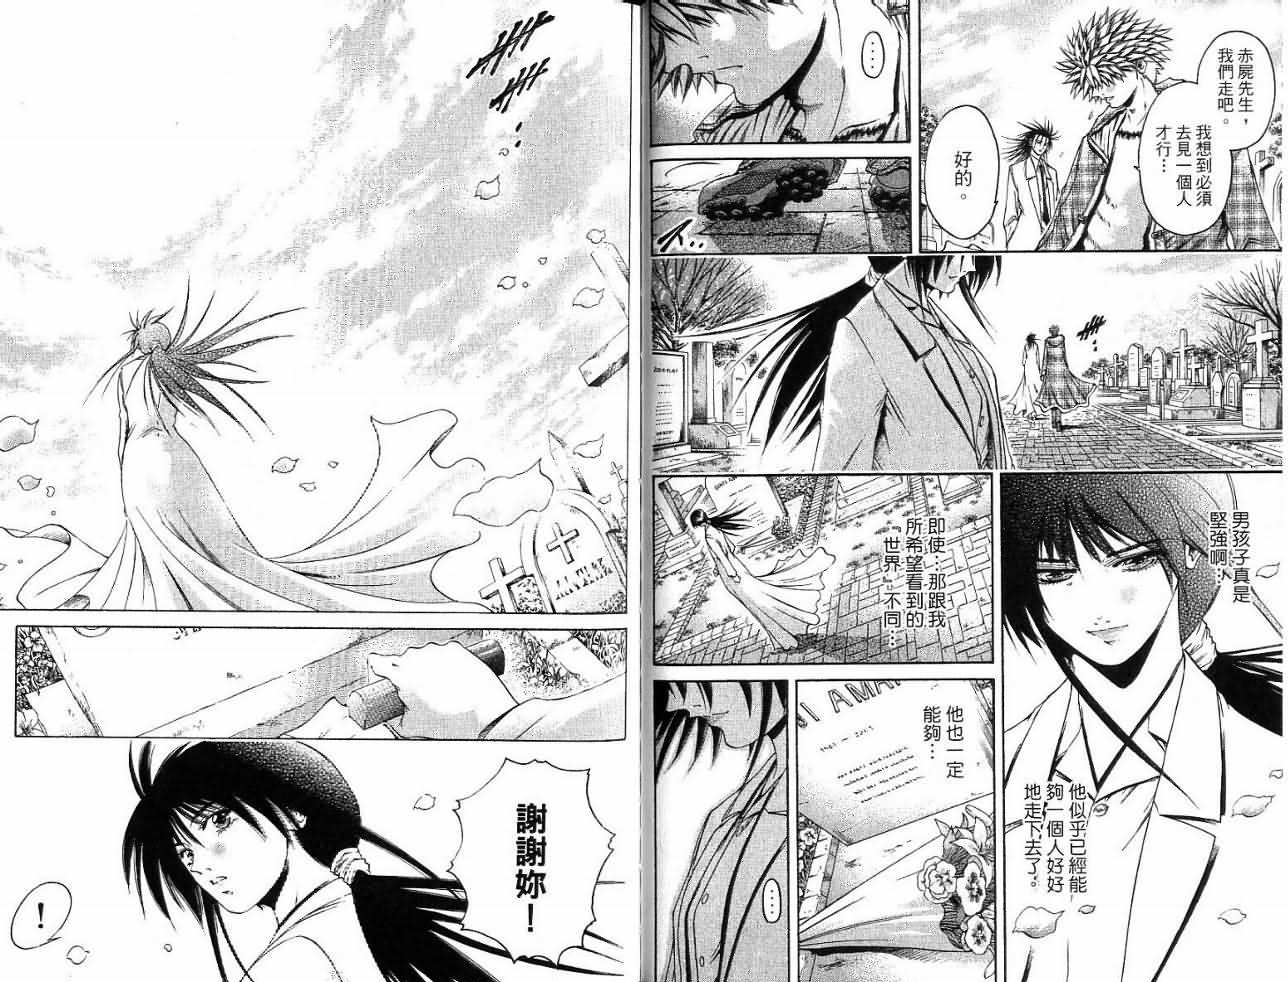 赤屍先生，
我們走吧。
我想到必須
去見一個人
才行…
好的。
…
男孩子真是
堅強啊…
他似乎已經能
夠一個人好好
地走下去了。
即使…那跟我
所希望看到的
『世界』不同…
他也一定
能夠…
…
謝謝妳！
！